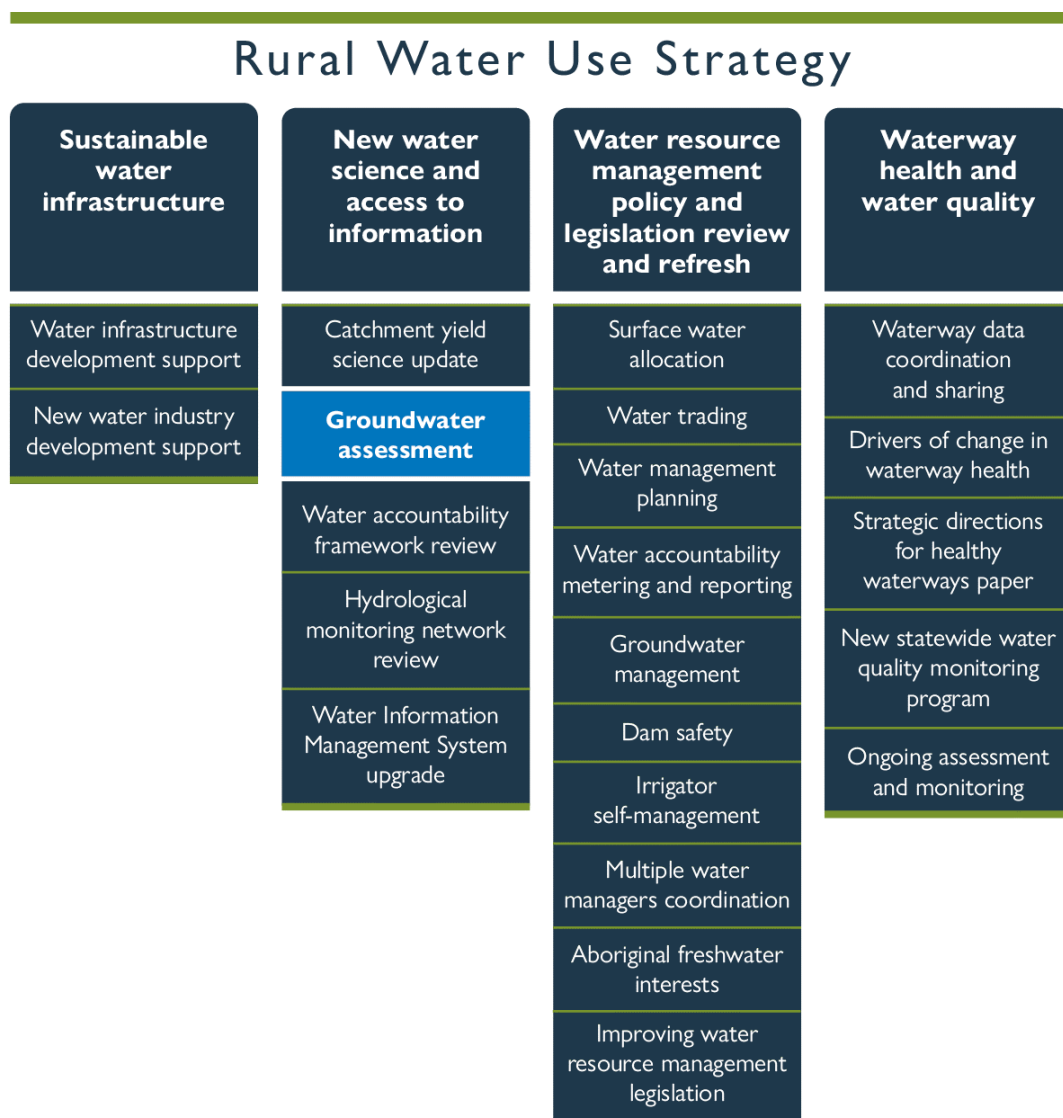 Rural Water Use Strategy
Sustainable
water
infrastructure
Water infrastructure
development support
New water industry
development support
New water
science and
access to
information
Catchment yield
science update
Groundwater
assessment
Water accountability
framework review
Hydrological
monitoring network
review
Water Information
Management System
upgrade
Water resource
management
policy and
legislation review
and refresh
Surface water
allocation
Water trading
Water management
planning
Water accountability
metering and reporting
Groundwater
management
Dam safety
Irrigator
self-management
Multiple water
managers coordination
Aboriginal freshwater
interests
Improving water
resource management
legislation
Waterway
health and
water quality
Waterway data
coordination
and sharing
Drivers of change in
waterway health
Strategic directions
for healthy
waterways paper
New statewide water
quality monitoring
program
Ongoing assessment
and monitoring